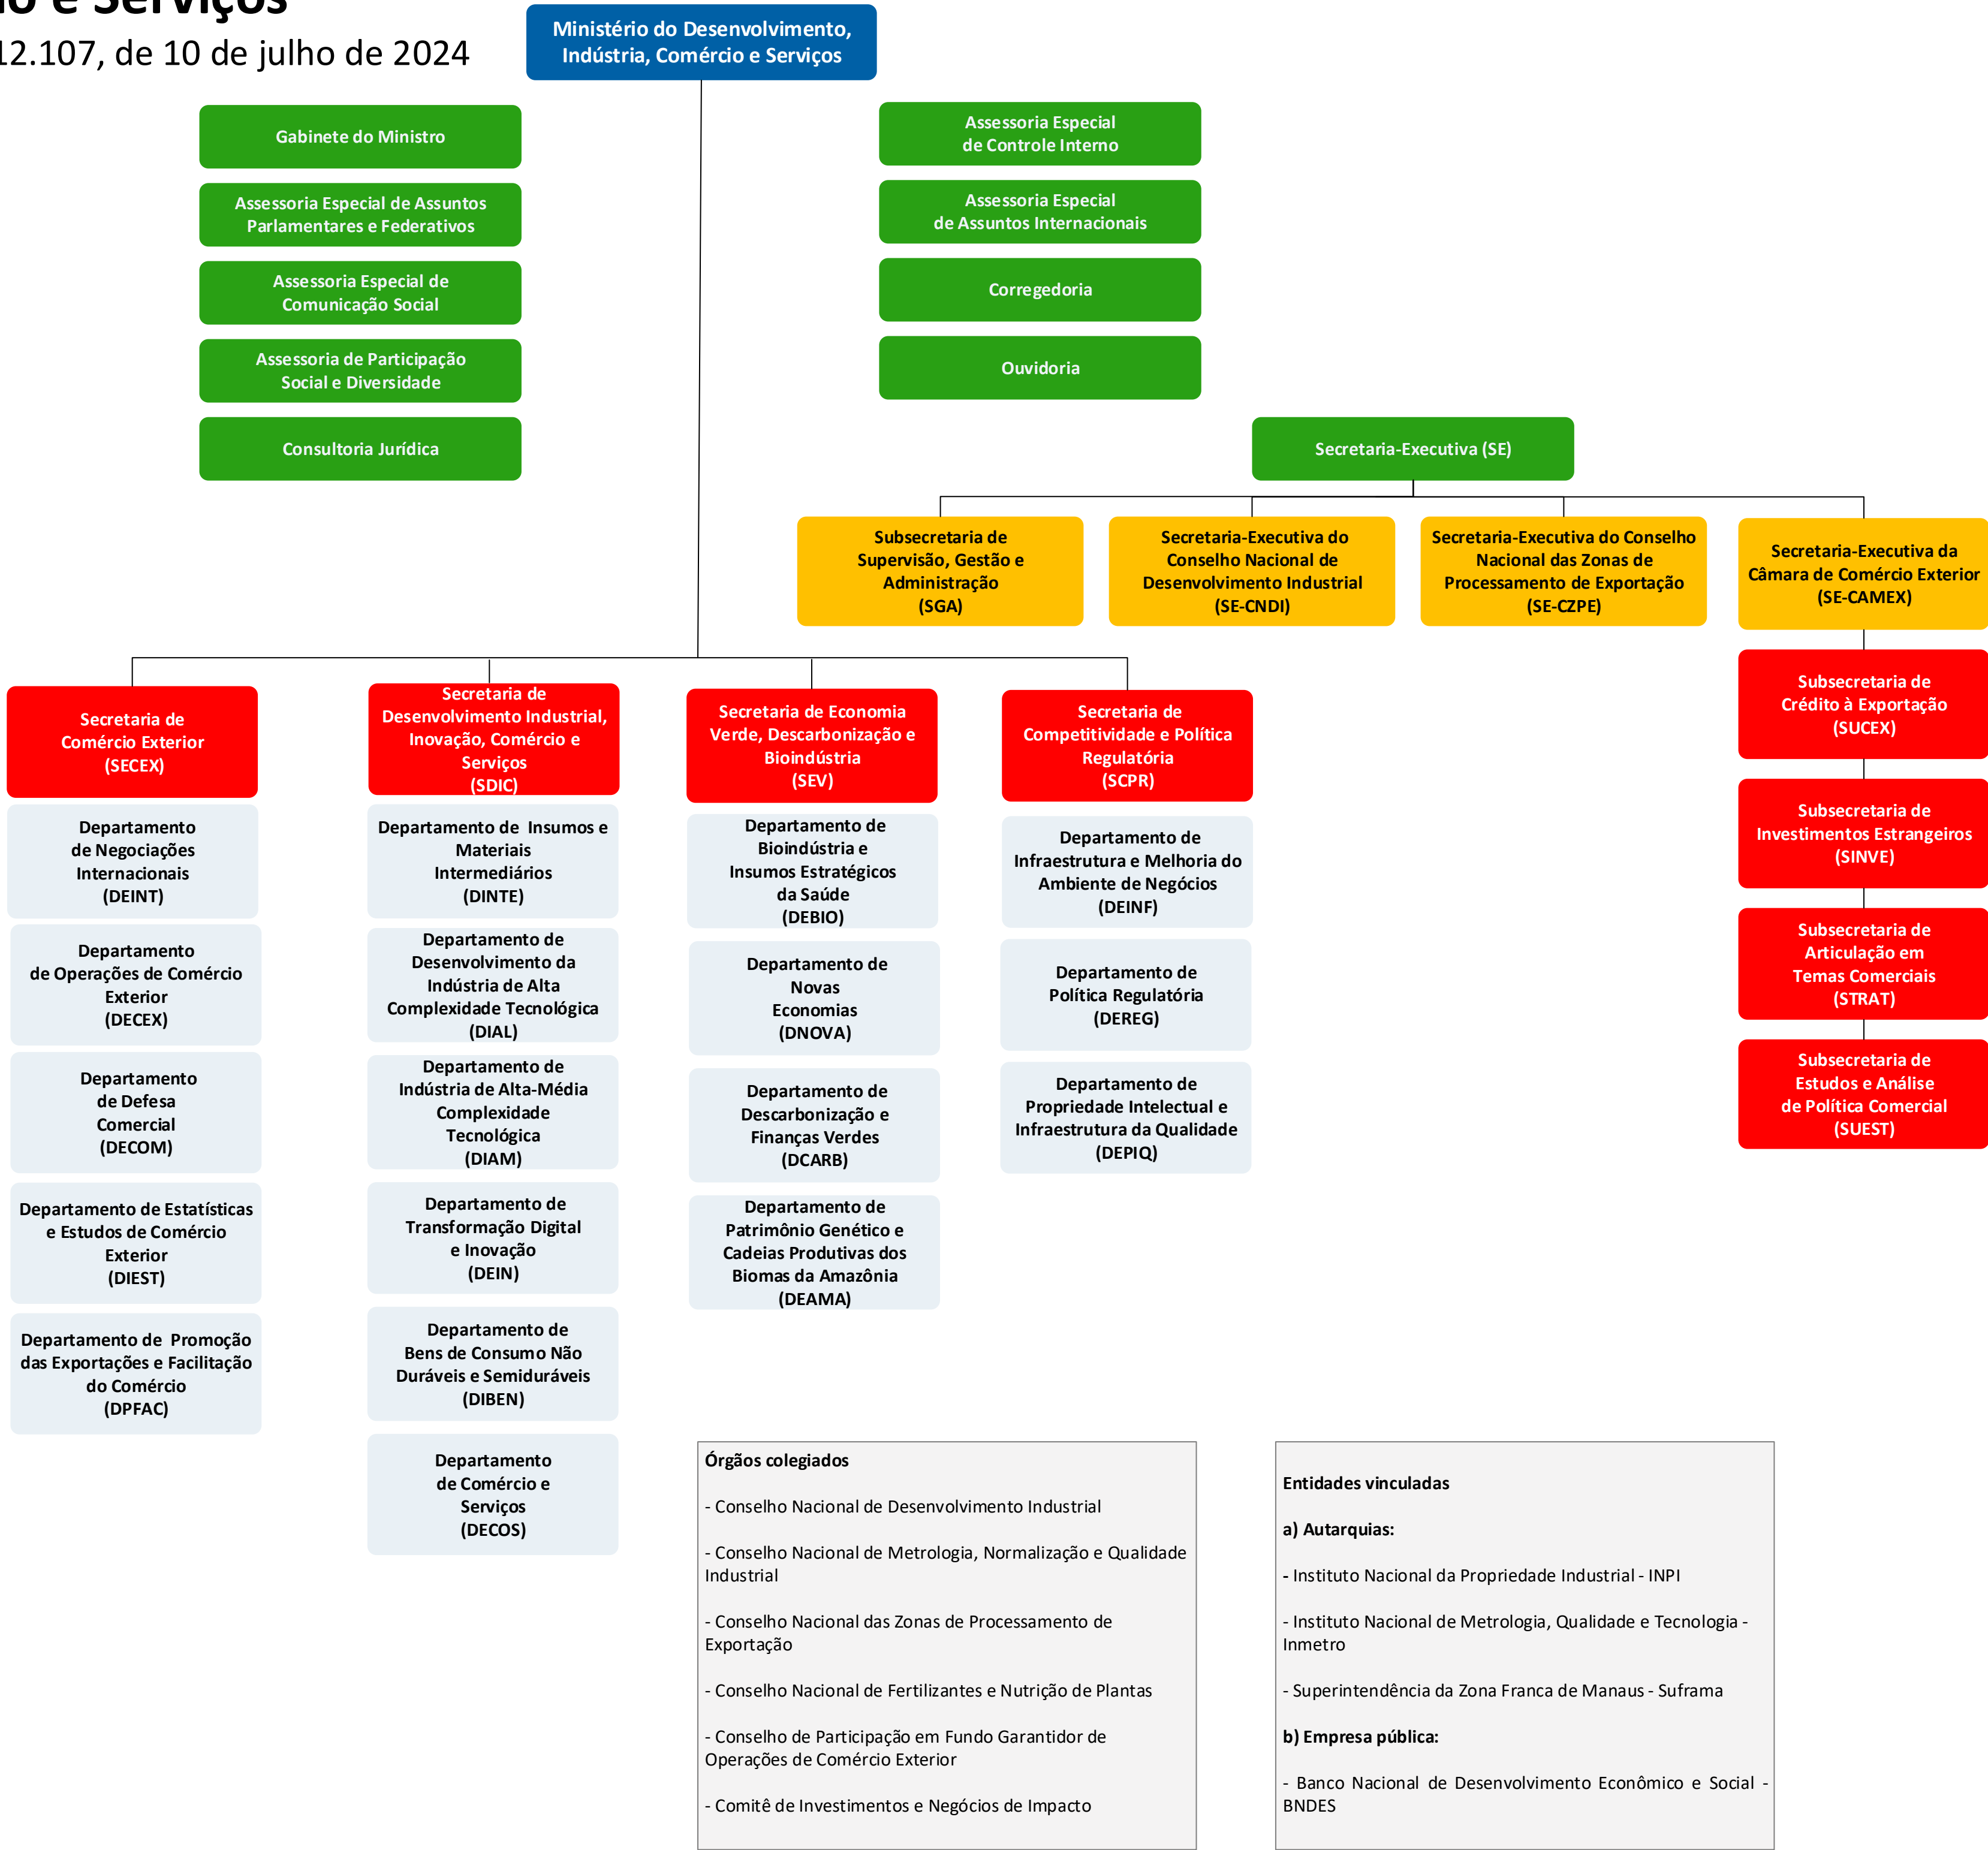 e Serviços
12.107, de 10 de julho de 2024
Ministério do Desenvolvimento,
Indústria, Comércio e Serviços
Gabinete do Ministro
Assessoria Especial de Assuntos
Parlamentares e Federativos
Assessoria Especial de
Comunicação Social
Assessoria de Participação
Social e Diversidade
Consultoria Jurídica
Assessoria Especial
de Controle Interno
Assessoria Especial
de Assuntos Internacionais
Corregedoria
Ouvidoria
Secretaria-Executiva (SE)
Subsecretaria de
Supervisão, Gestão e
Administração
(SGA)
Secretaria-Executiva do
Conselho Nacional de
Desenvolvimento Industrial
(SE-CNDI)
Secretaria-Executiva do Conselho
Nacional das Zonas de
Processamento de Exportação
(SE-CZPE)
Secretaria-Executiva da
Câmara de Comércio Exterior
(SE-CAMEX)
Subsecretaria de
Crédito à Exportação
(SUCEX)
Subsecretaria de
Investimentos Estrangeiros
(SINVE)
Subsecretaria de
Articulação em
Temas Comerciais
(STRAT)
Subsecretaria de
Estudos e Análise
de Política Comercial
(SUEST)
Secretaria de
Comércio Exterior
(SECEX)
Departamento
de Negociações
Internacionais
(DEINT)
Departamento
de Operações de Comércio
Exterior
(DECEX)
Departamento
de Defesa
Comercial
(DECOM)
Departamento de Estatísticas
e Estudos de Comércio
Exterior
(DIEST)
Departamento de Promoção
das Exportações e Facilitação
do Comércio
(DPFAC)
Secretaria de
Desenvolvimento Industrial,
Inovação, Comércio e
Serviços
(SDIC)
Departamento de Insumos e
Materiais
Intermediários
(DINTE)
Departamento de
Desenvolvimento da
Indústria de Alta
Complexidade Tecnológica
(DIAL)
Departamento de
Indústria de Alta-Média
Complexidade
Tecnológica
(DIAM)
Departamento de
Transformação Digital
e Inovação
(DEIN)
Departamento de
Bens de Consumo Não
Duráveis e Semiduráveis
(DIBEN)
Departamento
de Comércio e
Serviços
(DECOS)
Secretaria de Economia
Verde, Descarbonização e
Bioindústria
(SEV)
Departamento de
Bioindústria e
Insumos Estratégicos
da Saúde
(DEBIO)
Departamento de
Novas
Economias
(DNOVA)
Departamento de
Descarbonização e
Finanças Verdes
(DCARB)
Departamento de
Patrimônio Genético e
Cadeias Produtivas dos
Biomas da Amazônia
(DEAMA)
Secretaria de
Competitividade e Política
Regulatória
(SCPR)
Departamento de
Infraestrutura e Melhoria do
Ambiente de Negócios
(DEINF)
Departamento de
Política Regulatória
(DEREG)
Departamento de
Propriedade Intelectual e
Infraestrutura da Qualidade
(DEPIQ)
Órgãos colegiados
- Conselho Nacional de Desenvolvimento Industrial
- Conselho Nacional de Metrologia, Normalização e Qualidade
Industrial
- Conselho Nacional das Zonas de Processamento de
Exportação
- Conselho Nacional de Fertilizantes e Nutrição de Plantas
- Conselho de Participação em Fundo Garantidor de
Operações de Comércio Exterior
- Comitê de Investimentos e Negócios de Impacto
Entidades vinculadas
a) Autarquias:
- Instituto Nacional da Propriedade Industrial - INPI
- Instituto Nacional de Metrologia, Qualidade e Tecnologia -
Inmetro
- Superintendência da Zona Franca de Manaus - Suframa
b) Empresa pública:
- Banco Nacional de Desenvolvimento Econômico e Social -
BNDES